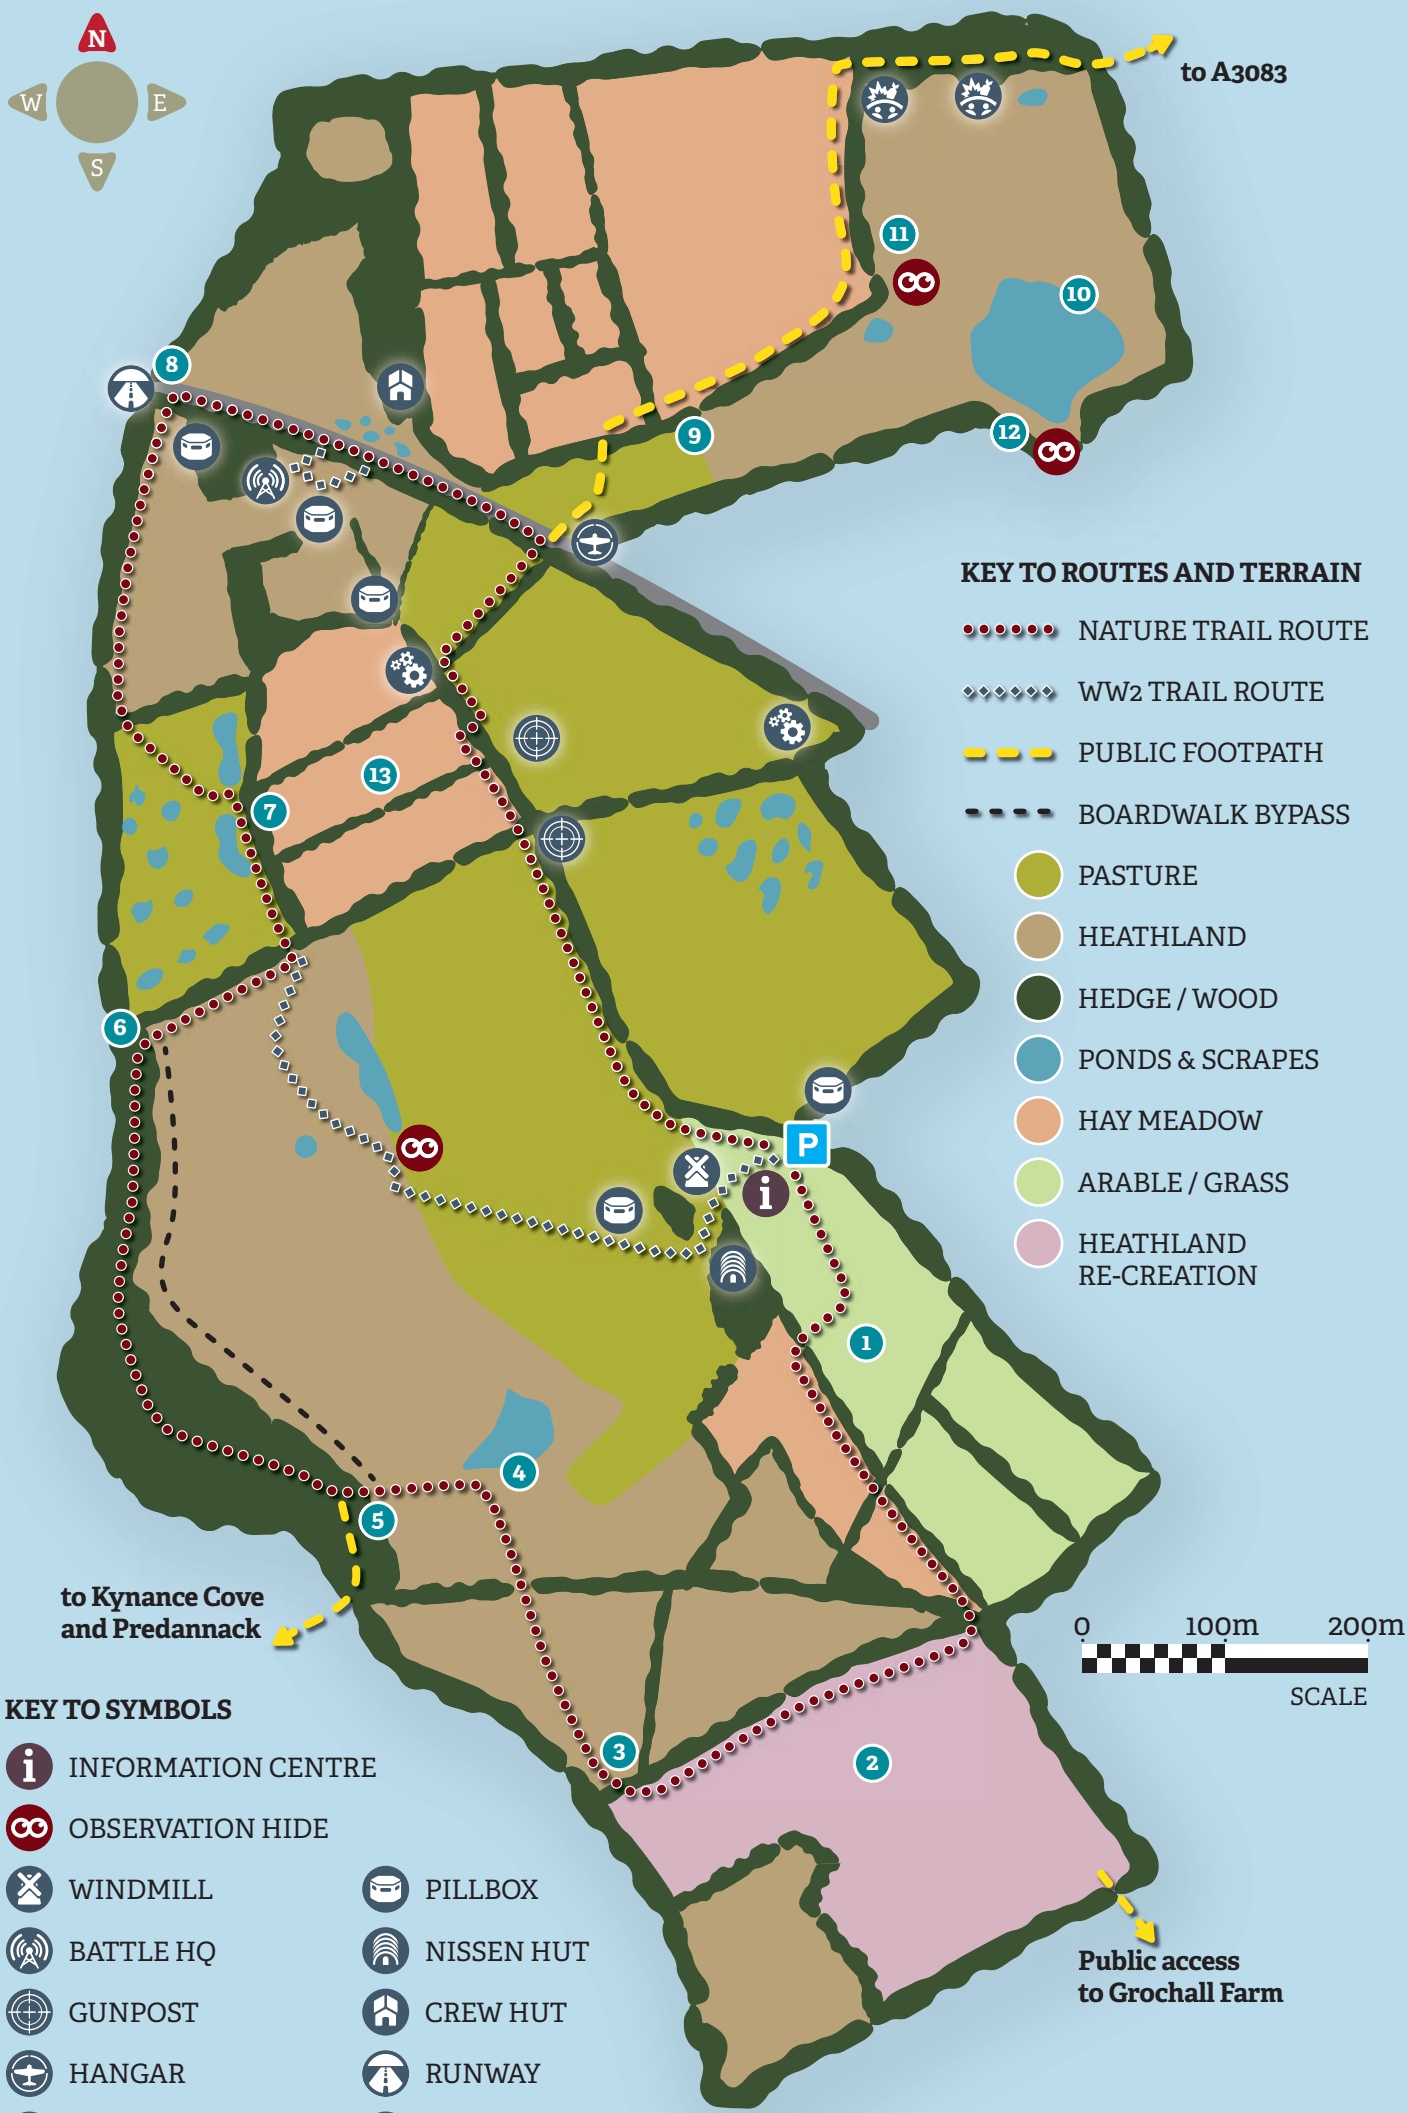 N
W
E
S
to A3083
11
10
8
9
12
KEY TO ROUTES AND TERRAIN
NATURE TRAIL ROUTE
WW2 TRAIL ROUTE
PUBLIC FOOTPATH
BOARDWALK BYPASS
PASTURE
HEATHLAND
HEDGE / WOOD
PONDS & SCRAPES
HAY MEADOW
ARABLE / GRASS
HEATHLAND
RE-CREATION
13
7
6
P
i
1
4
5
to Kynance Cove
and Predannack
0 100m 200m
SCALE
3
2
Public access
to Grochall Farm
KEY TO SYMBOLS
i INFORMATION CENTRE
OBSERVATION HIDE
WINDMILL
PILLBOX
BATTLE HQ
NISSEN HUT
GUNPOST
CREW HUT
HANGAR
RUNWAY